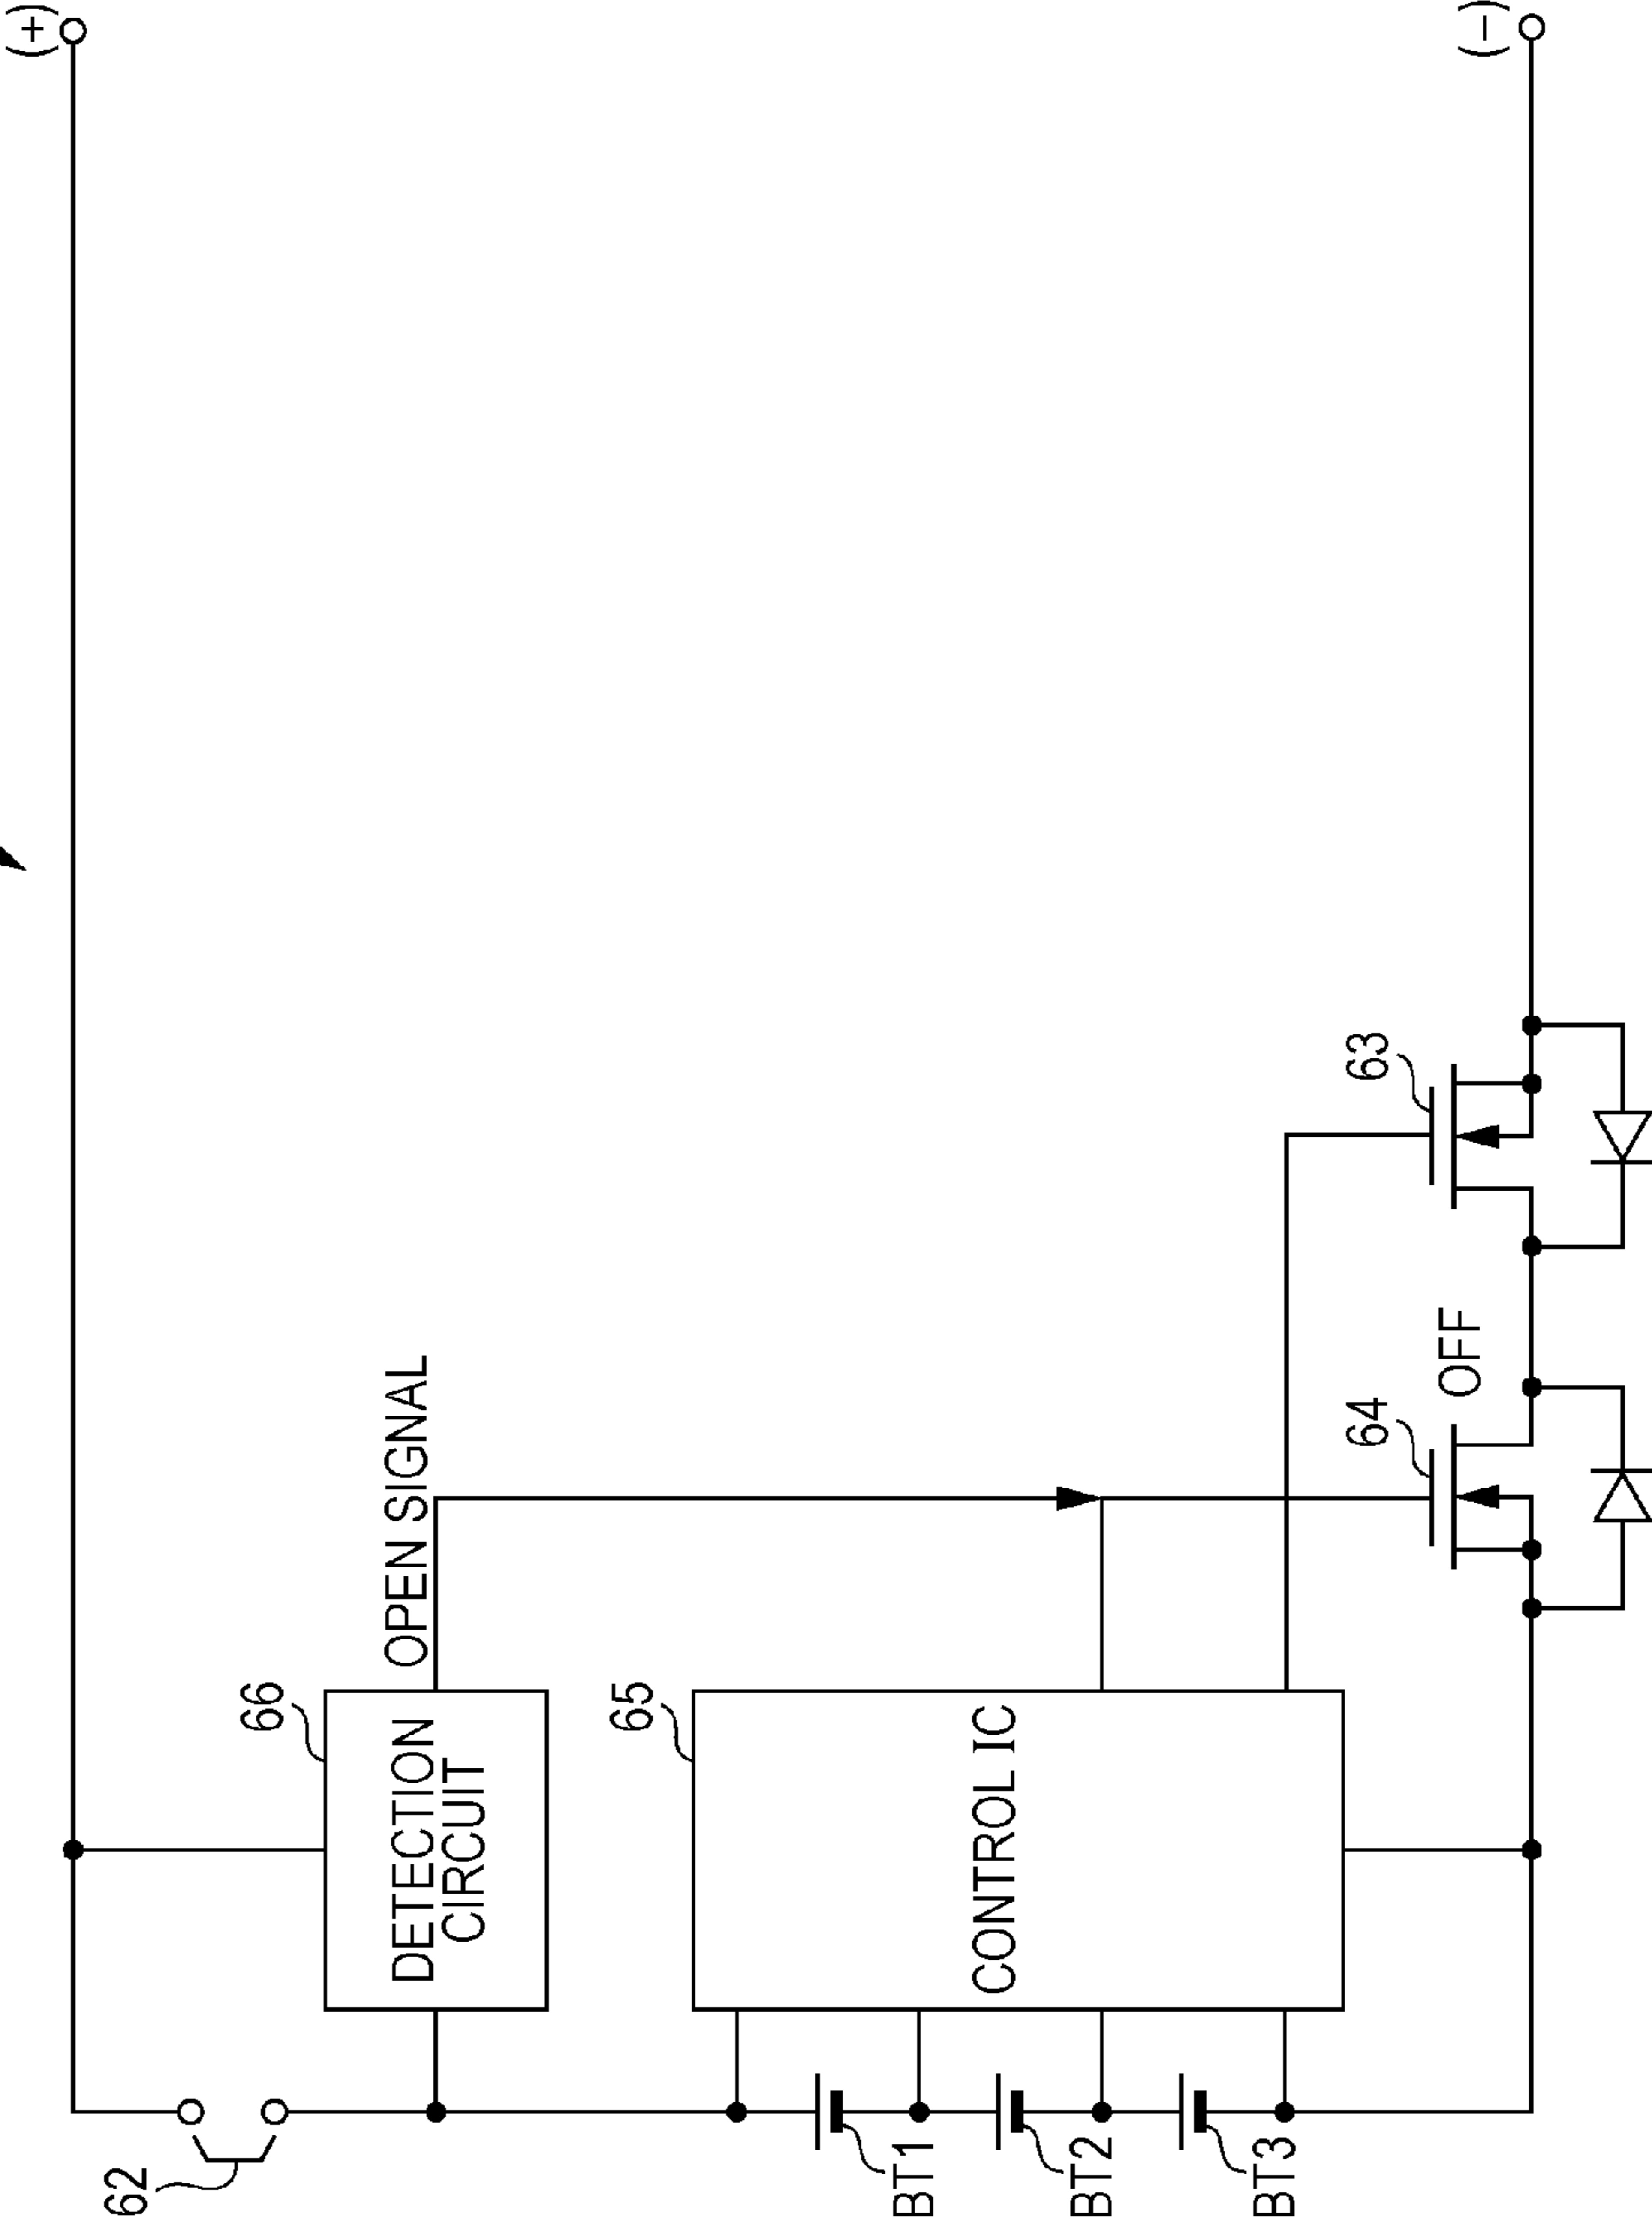 62
66
DETECTION
CIRCUIT
OPEN SIGNAL
(+)
BT1
BT2
BT3
65
CONTROL IC
64
OFF
63
(-)